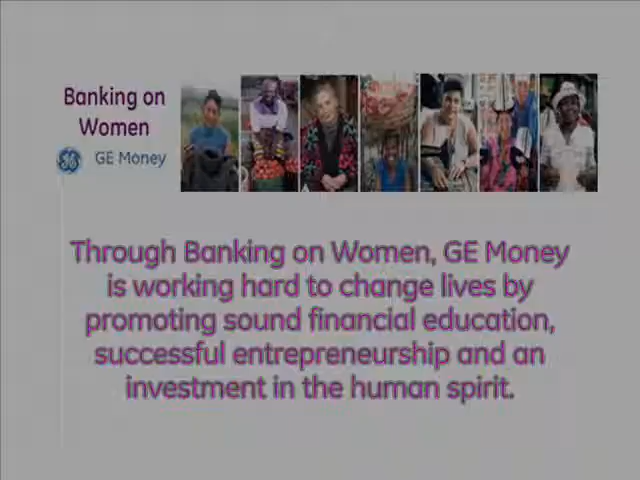 Banking on
Women
GE Money
Through Banking on Women, GE Money
is working hard to change lives by
promoting sound financial education,
successful entrepreneurship and an
investment in the human spirit.